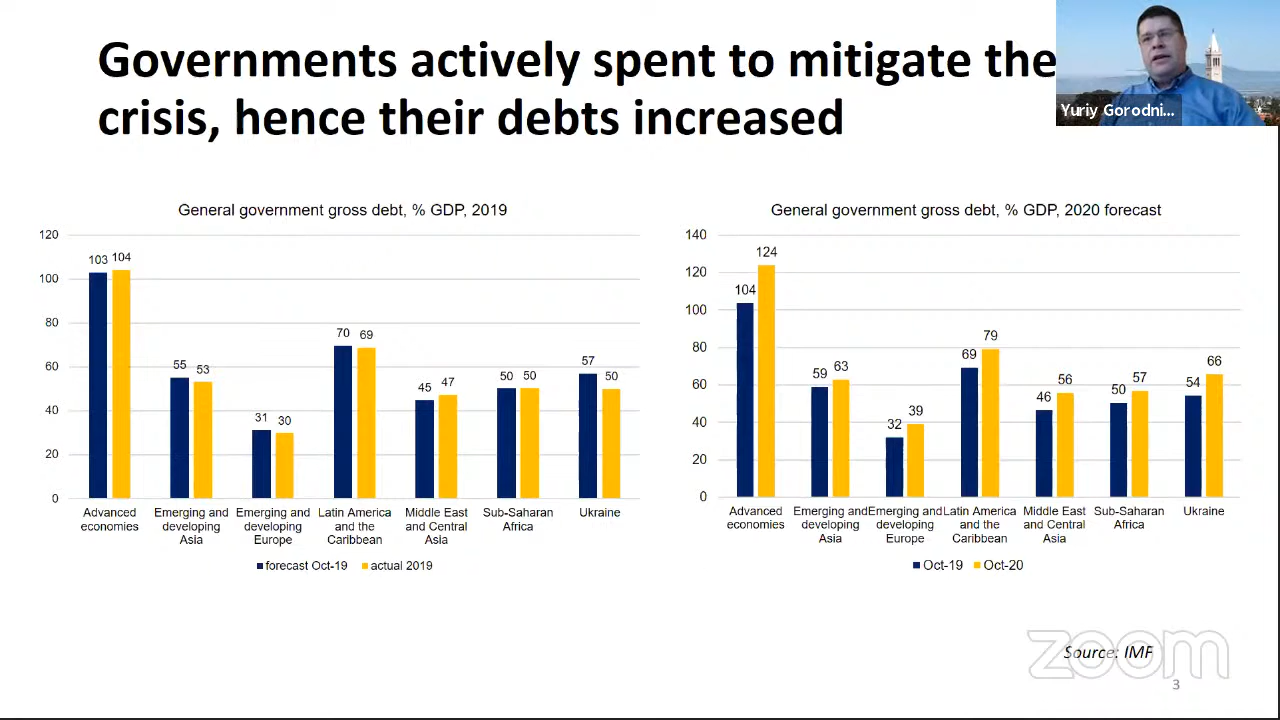 Governments actively spent to mitigate the
crisis, hence their debts increased
Yuriy Gorodni...
General government gross debt, % GDP, 2019
120
100
80
60
40
20
0
103 104
55 53
31 30
70 69
45 47
50 50
57 50
Advanced economies
Emerging and developing Asia
Emerging and developing Europe
Latin America and the Caribbean
Middle East and Central Asia
Sub-Saharan Africa
Ukraine
forecast Oct-19 actual 2019
General government gross debt, % GDP, 2020 forecast
140
120
100
80
60
40
20
0
104 124
59 63
32 39
69 79
46 56
50 57
54 66
Advanced economies
Emerging and developing Asia
Emerging and developing Europe
Latin America and the Caribbean
Middle East and Central Asia
Sub-Saharan Africa
Ukraine
Oct-19 Oct-20
Source: IMF
zoom
3